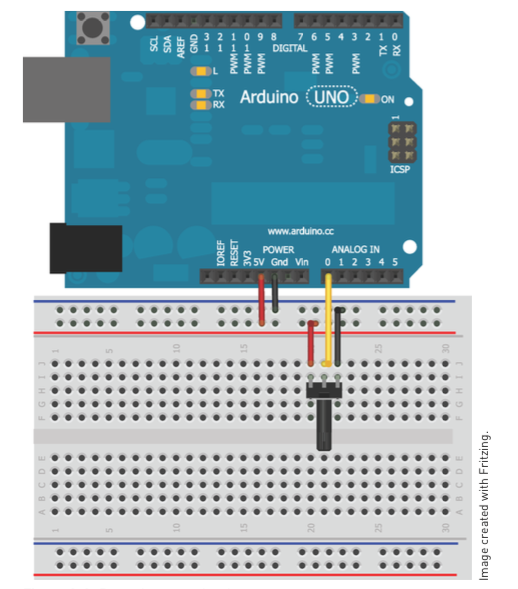 SCL
SDA
AREF
GND
13
12
PWM 11
PWM 10
PWM 9
8
DIGITAL
7
PWM 6
PWM 5
4
PWM 3
2
TX 1
RX 0
L
TX
RX
Arduino UNO
ON
1
ICSP
www.arduino.cc
POWER
ANALOG IN
IOREF
RESET
3V3
5V
Gnd
Vin
0 1 2 3 4 5
1 5 10 15 20 25 30
J J
I I
H H
G G
F F
E E
D D
C C
B B
A A
1 5 10 15 20 25 30
Image created with Fritzing.